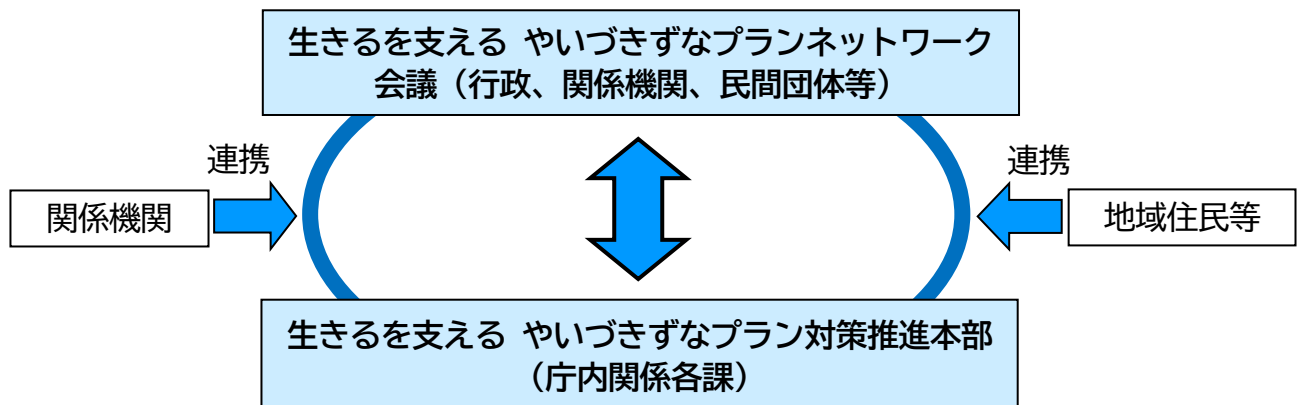 生きるを支える やいづきずなプランネットワーク
会議（行政、関係機関、民間団体等）
連携
連携
関係機関
地域住民等
生きるを支える やいづきずなプラン対策推進本部
（庁内関係各課）